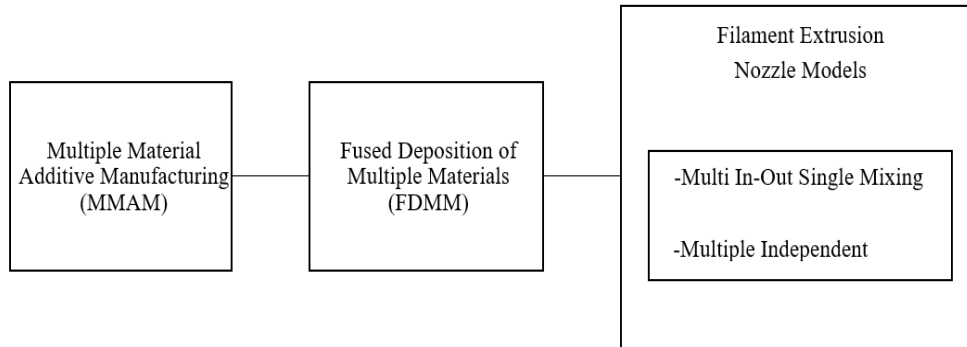 Multiple Material
Additive Manufacturing
(MMAM)
Fused Deposition of
Multiple Materials
(FDMM)
Filament Extrusion
Nozzle Models
-Multi In-Out Single Mixing
-Multiple Independent